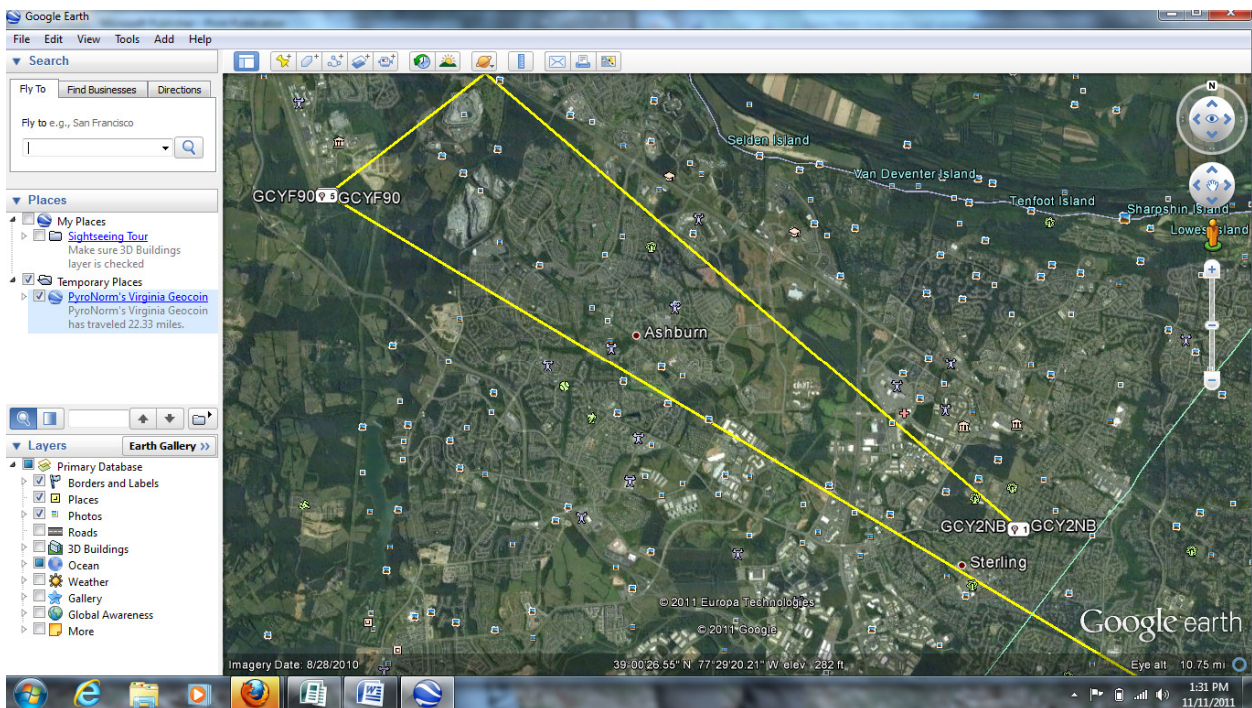 Google Earth
File Edit View Tools Add Help
Search
Fly To Find Businesses Directions
Fly to e.g., San Francisco
Places
My Places
Sightseeing Tour
Make sure 3D Buildings
layer is checked
Temporary Places
PyroNorm's Virginia Geocoin
PyroNorm's Virginia Geocoin
has traveled 22.33 miles.
Layers
Earth Gallery >>
Primary Database
Borders and Labels
Places
Photos
Roads
3D Buildings
Ocean
Weather
Gallery
Global Awareness
More
N
Selden Island
Van Deventer Island
Tenfoot Island
Sharpshin Island
Lowes Island
GCYF90 5 GCYF90
Ashburn
GCY2NB 1 GCY2NB
Sterling
© 2011 Europa Technologies
© 2011 Google
Google earth
Imagery Date: 8/28/2010
39°00'26.55" N 77°29'20.21" W elev 282 ft
Eye alt 10.75 mi
1:31 PM
11/11/2011